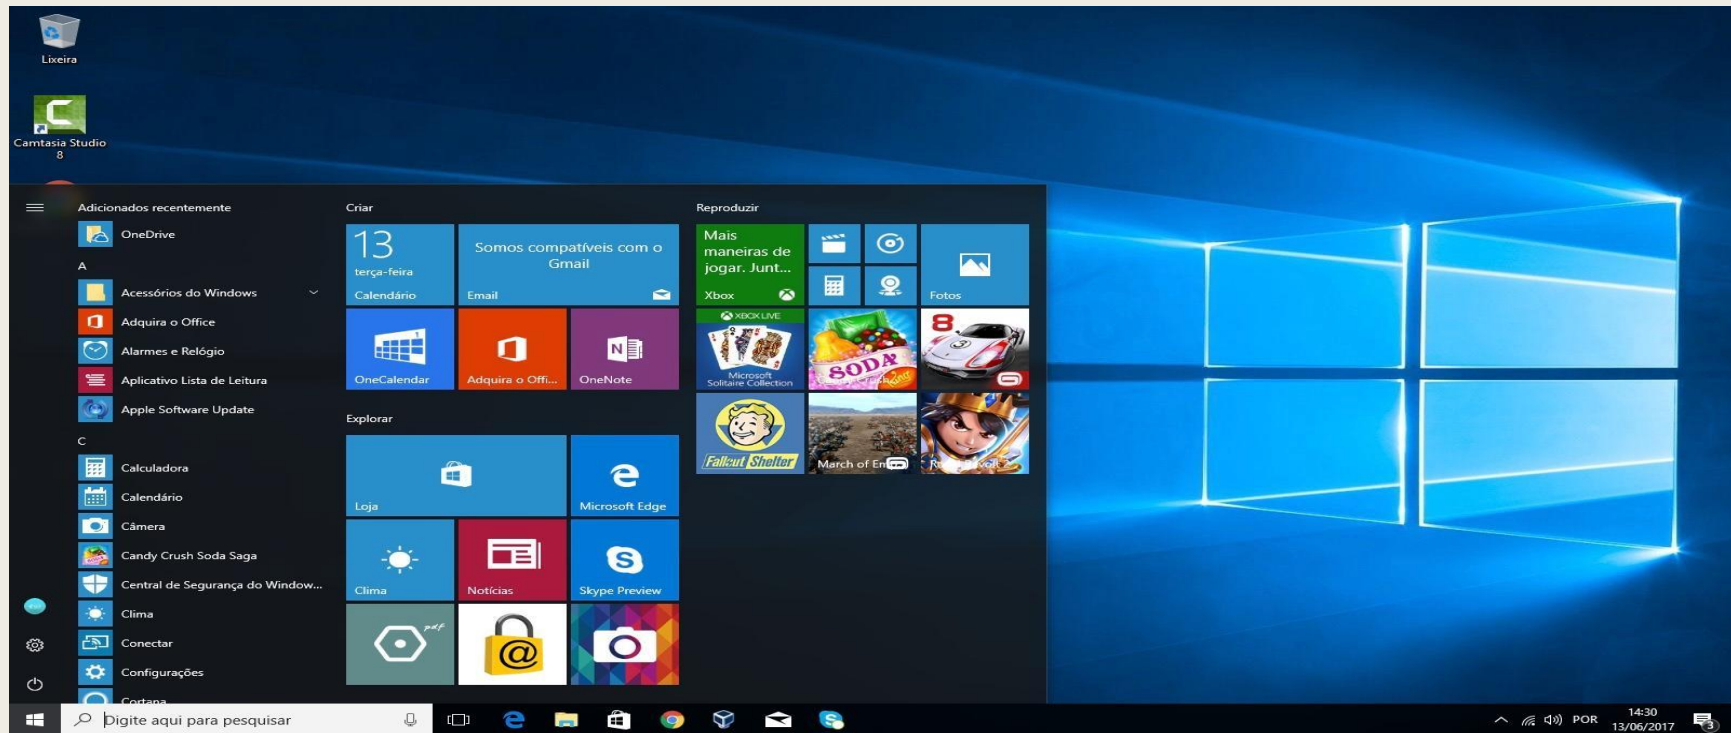 Lixeira
Camtasia Studio
8
Adicionados recentemente
OneDrive
A
Acessórios do Windows
Adquira o Office
Alarmes e Relógio
Aplicativo Lista de Leitura
Apple Software Update
C
Calculadora
Calendário
Câmera
Candy Crush Soda Saga
Central de Segurança do Window...
Clima
Conectar
Configurações
Cortana
Criar
13
terça-feira
Calendário
Somos compatíveis com o
Gmail
Email
OneCalendar
Adquira o Offi...
OneNote
Explorar
Loja
Microsoft Edge
Clima
Notícias
Skype Preview
pdf
@
Reproduzir
Mais
maneiras de
jogar. Junt...
Xbox
Fotos
XBOX LIVE
Microsoft
Solitaire Collection
SODA
8
3
Fallout Shelter
March of Em
Digite aqui para pesquisar
POR
14:30
13/06/2017
3